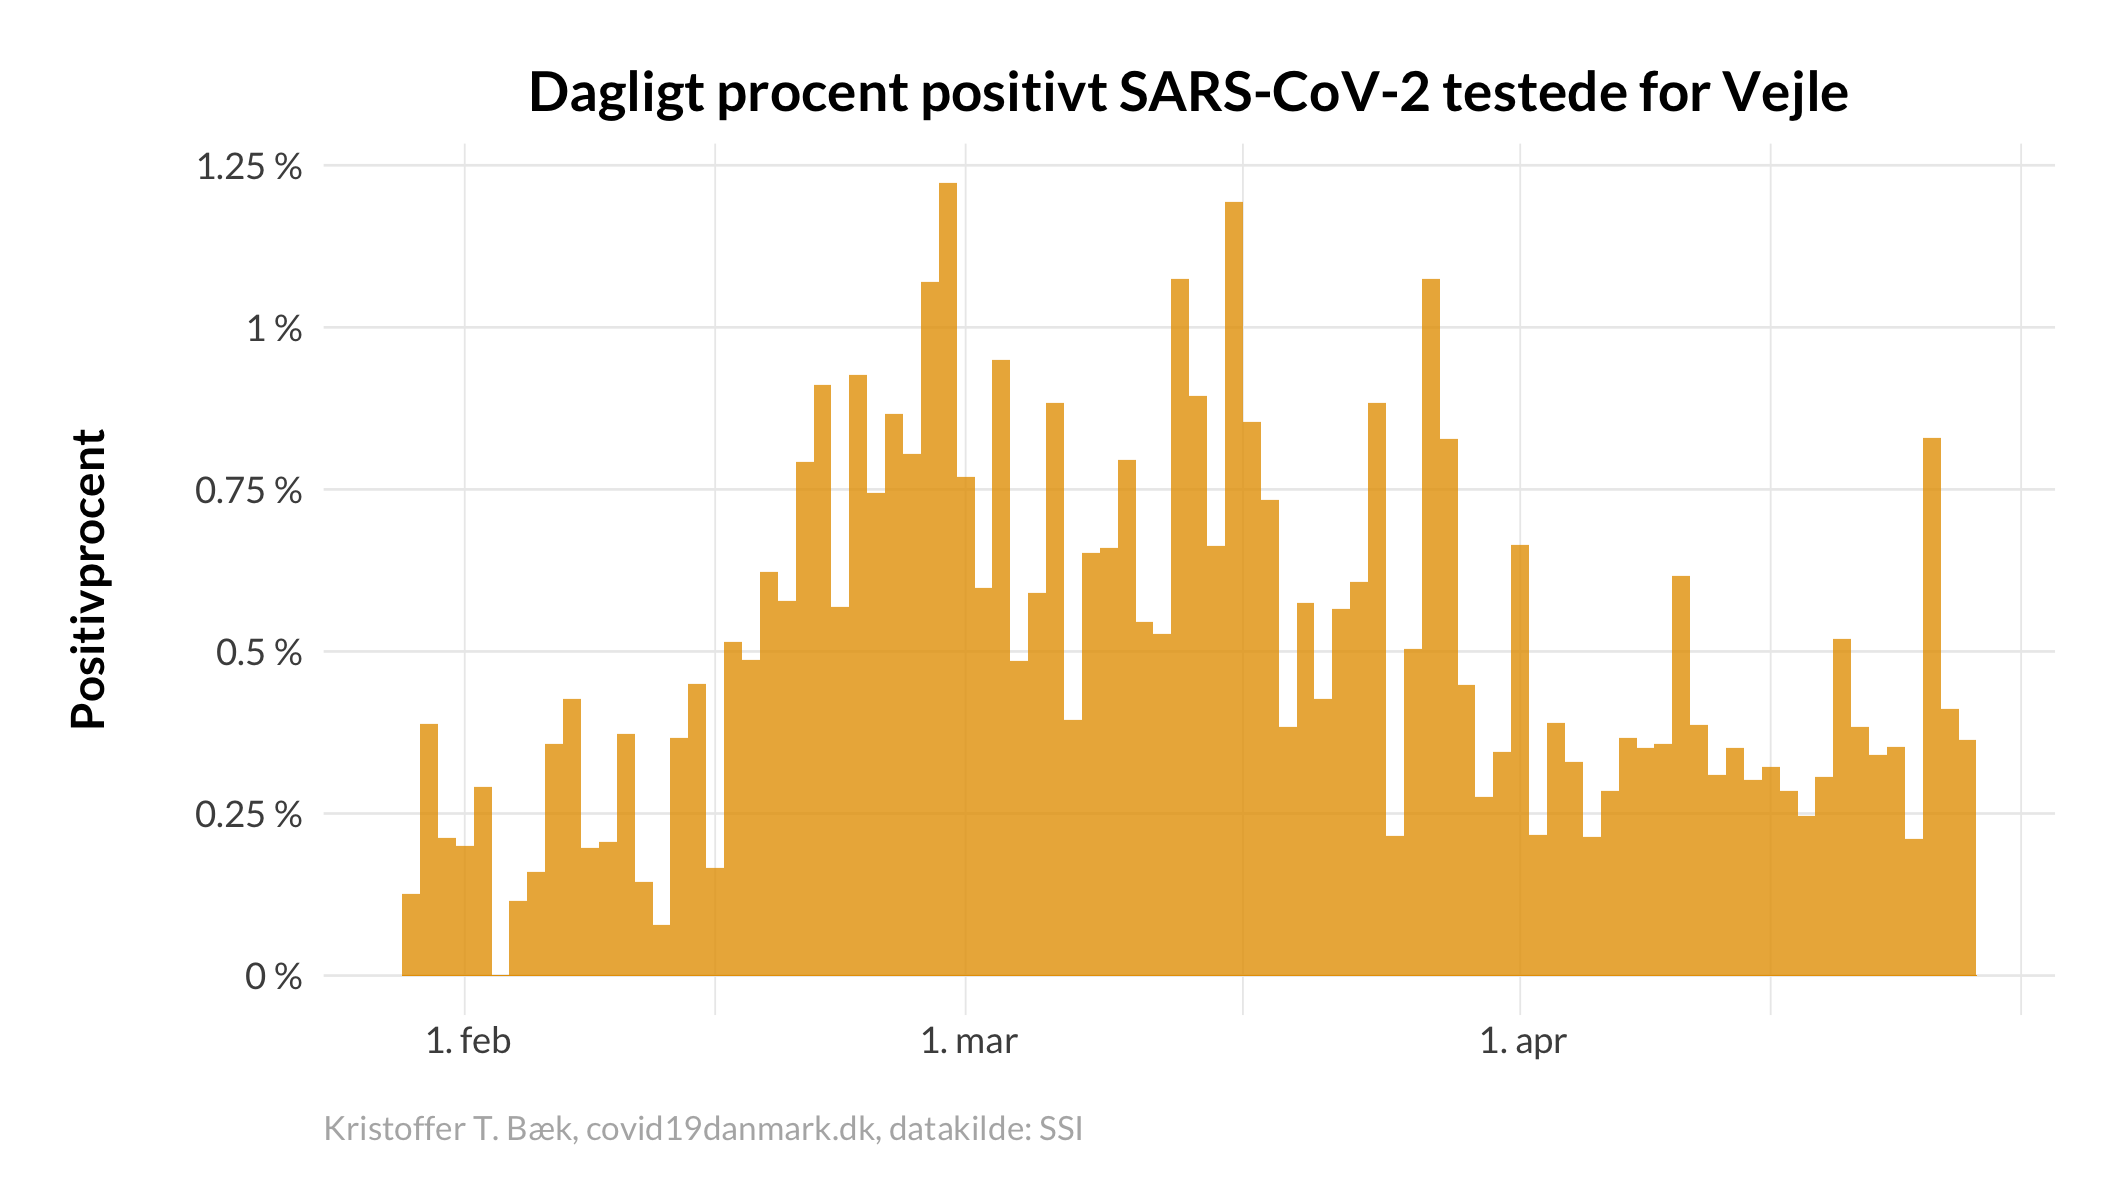 Dagligt procent positivt SARS-CoV-2 testede for Vejle
Positivprocent
1.25 %
1 %
0.75 %
0.5 %
0.25 %
0 %
1. feb
1. mar
1. apr
Kristoffer T. Bæk, covid19danmark.dk, datakilde: SSI